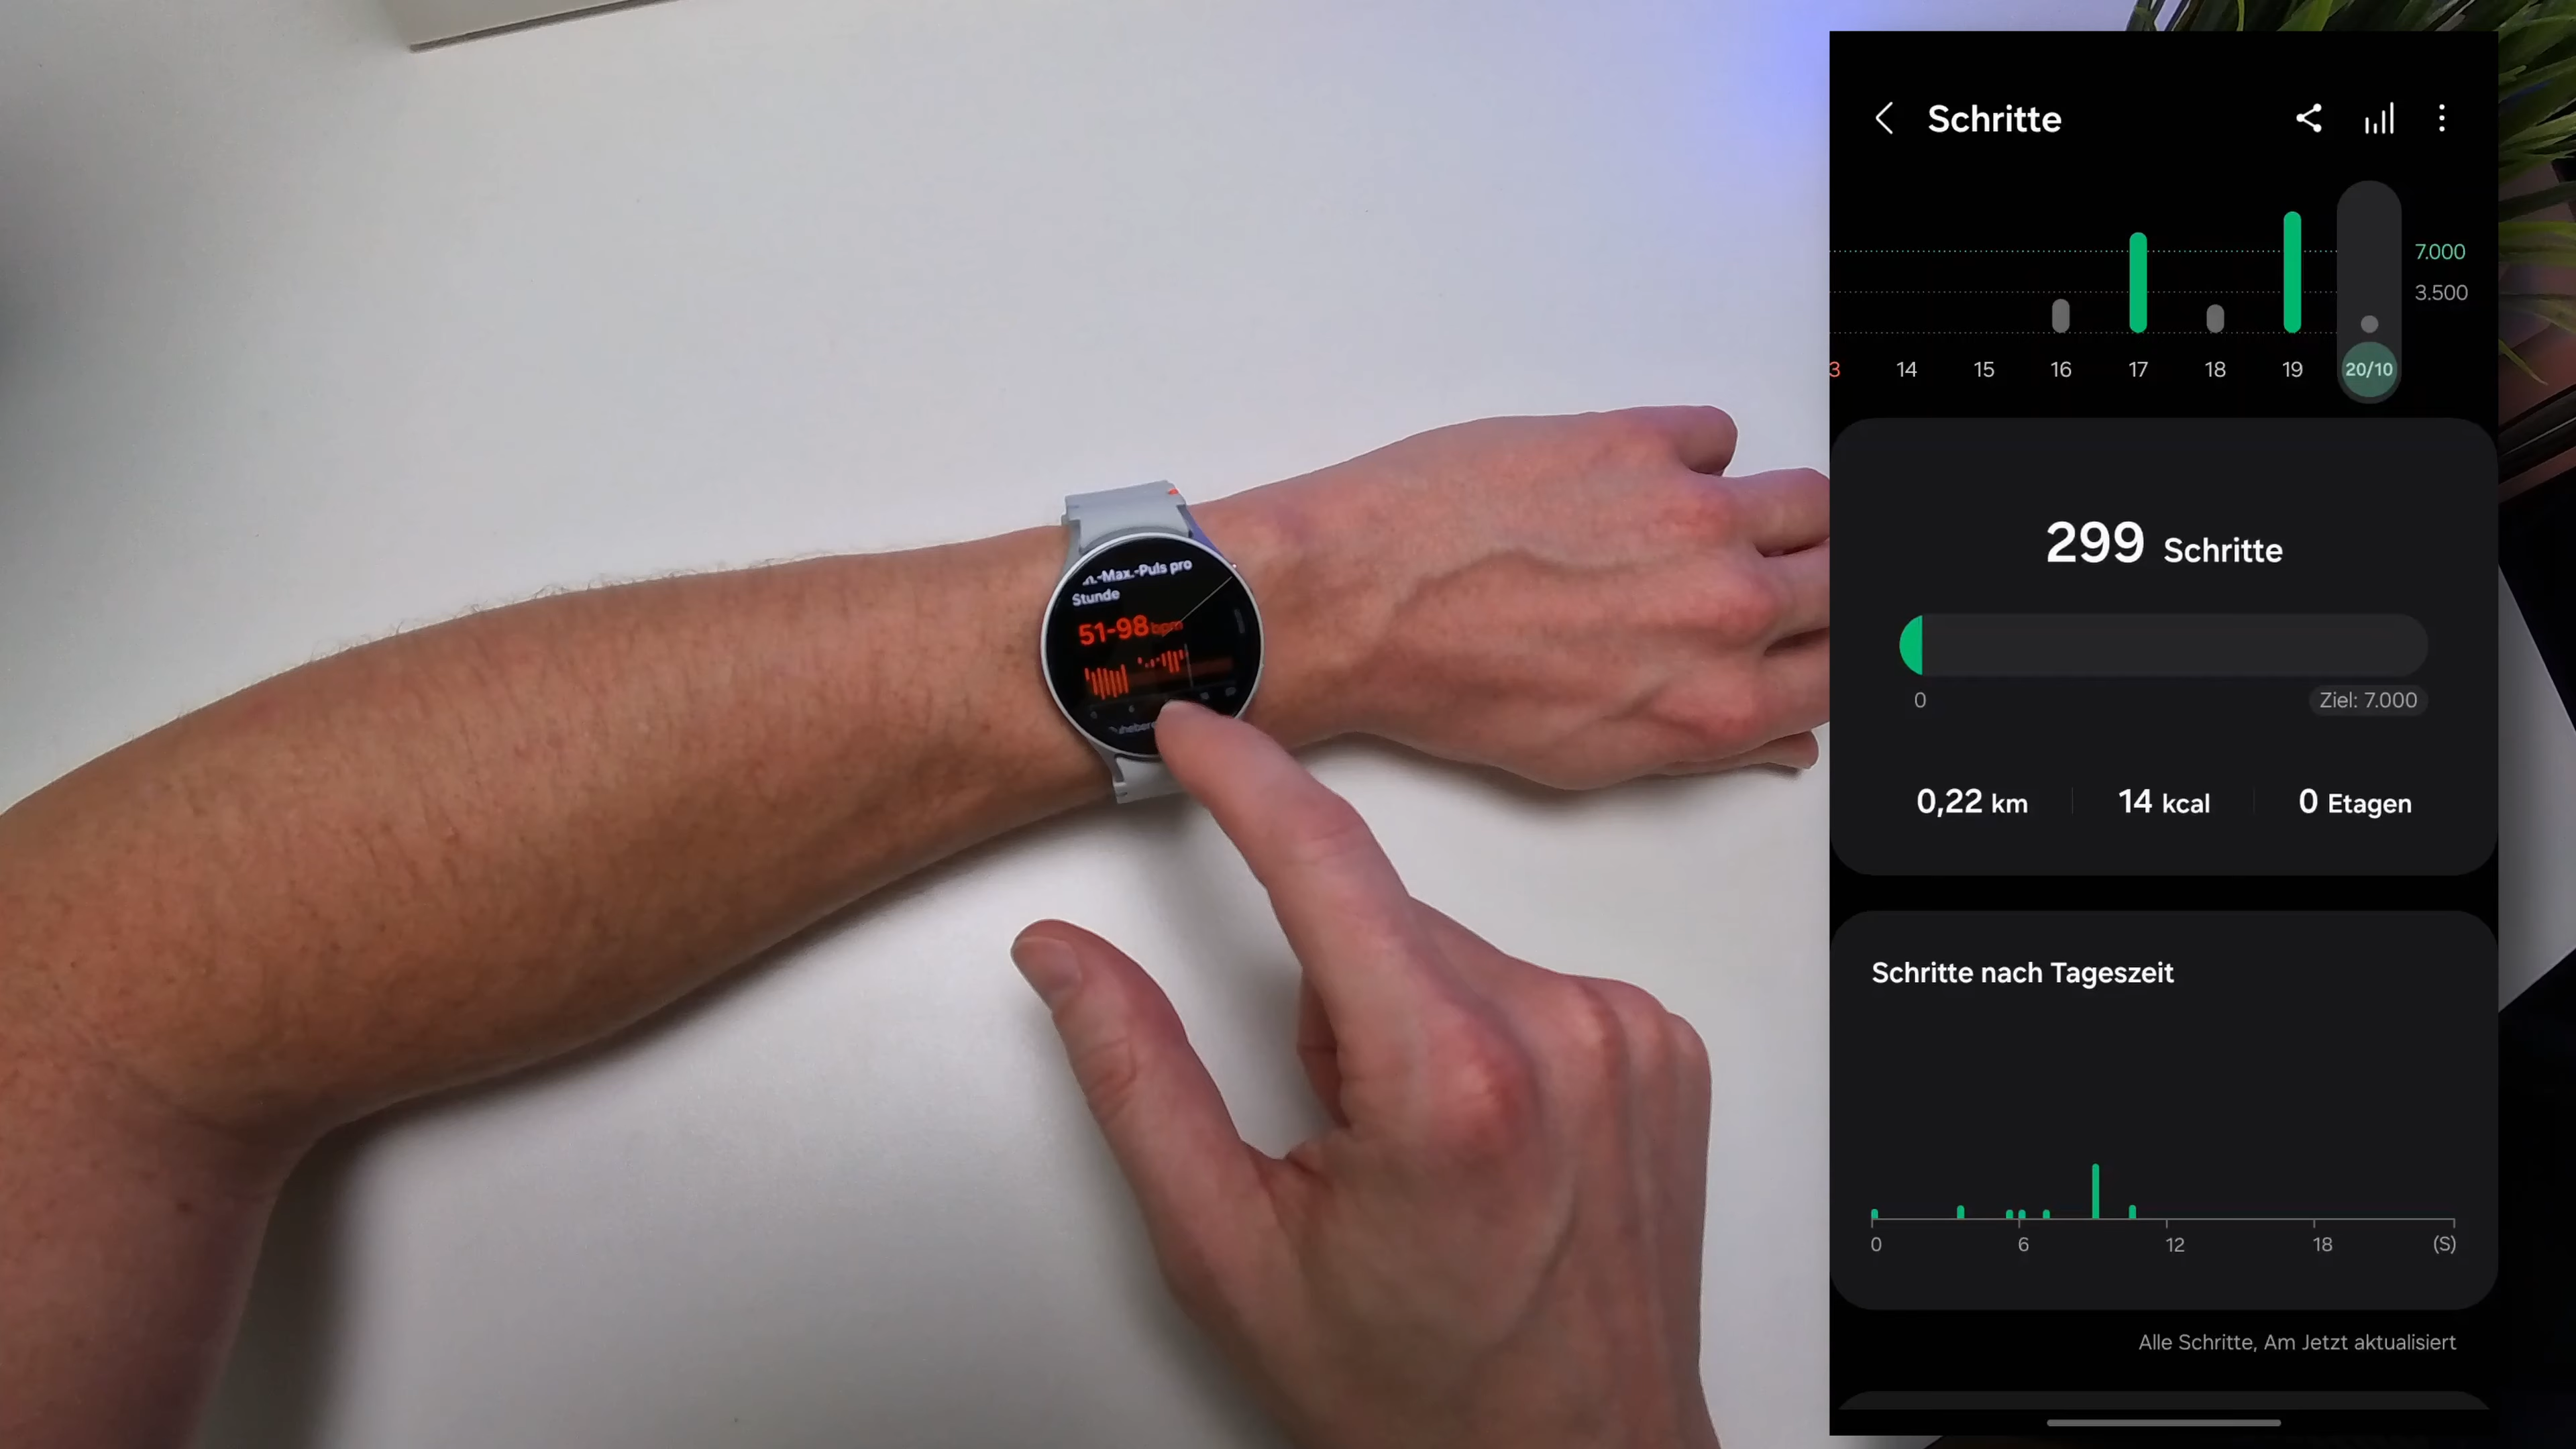 -Max.-Puls pro
Stunde
51-98 bpm
Schritte
7.000
3.500
3 14 15 16 17 18 19 20/10
299 Schritte
0 Ziel: 7.000
0,22 km 14 kcal 0 Etagen
Schritte nach Tageszeit
0 6 12 18 (S)
Alle Schritte, Am Jetzt aktualisiert